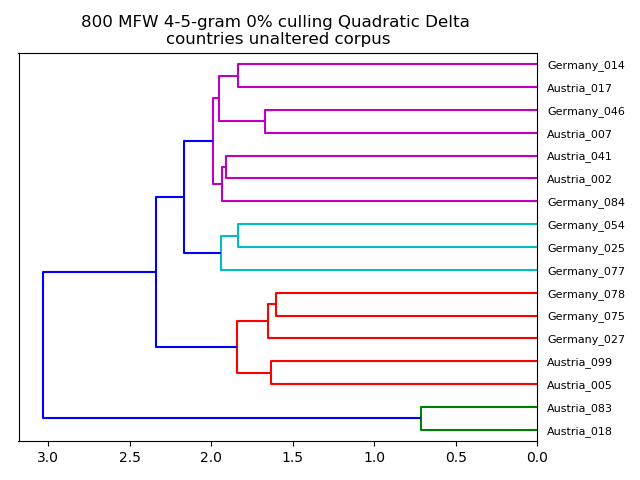 800 MFW 4-5-gram 0% culling Quadratic Delta
countries unaltered corpus
Germany_014
Austria_017
Germany_046
Austria_007
Austria_041
Austria_002
Germany_084
Germany_054
Germany_025
Germany_077
Germany_078
Germany_075
Germany_027
Austria_099
Austria_005
Austria_083
Austria_018
3.0 2.5 2.0 1.5 1.0 0.5 0.0